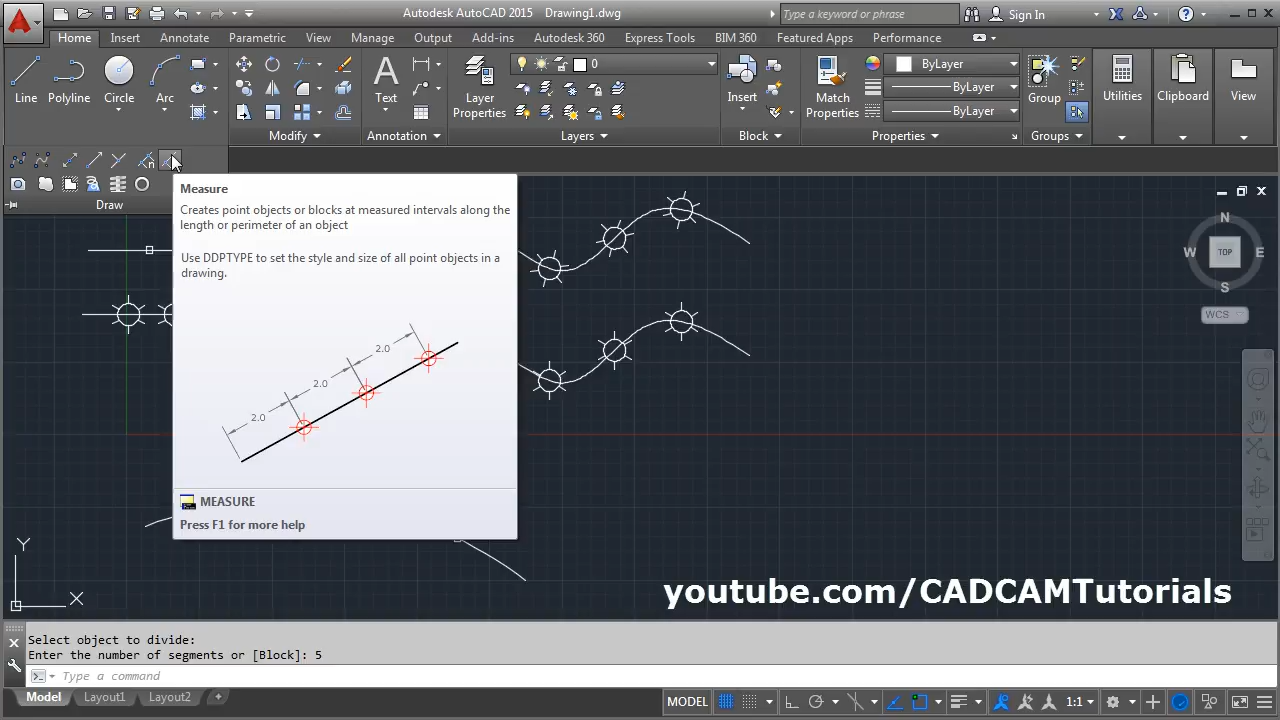 Autodesk AutoCAD 2015 Drawing1.dwg
Type a keyword or phrase
Sign In
Home Insert Annotate Parametric View Manage Output Add-ins Autodesk 360 Express Tools BIM 360 Featured Apps Performance
Line Polyline Circle Arc
Text
Layer
Properties
0
Insert
Match
Properties
ByLayer
ByLayer
ByLayer
Group
Utilities
Clipboard
View
Modify
Annotation
Layers
Block
Properties
Groups
Draw
Measure
Creates point objects or blocks at measured intervals along the
length or perimeter of an object
Use DDPTYPE to set the style and size of all point objects in a
drawing.
2.0
2.0
2.0
MEASURE
Press F1 for more help
N
W TOP E
S
WCS
Y
X
youtube.com/CADCAMTutorials
Select object to divide:
Enter the number of segments or [Block]: 5
Type a command
Model Layout1 Layout2 +
MODEL
1:1